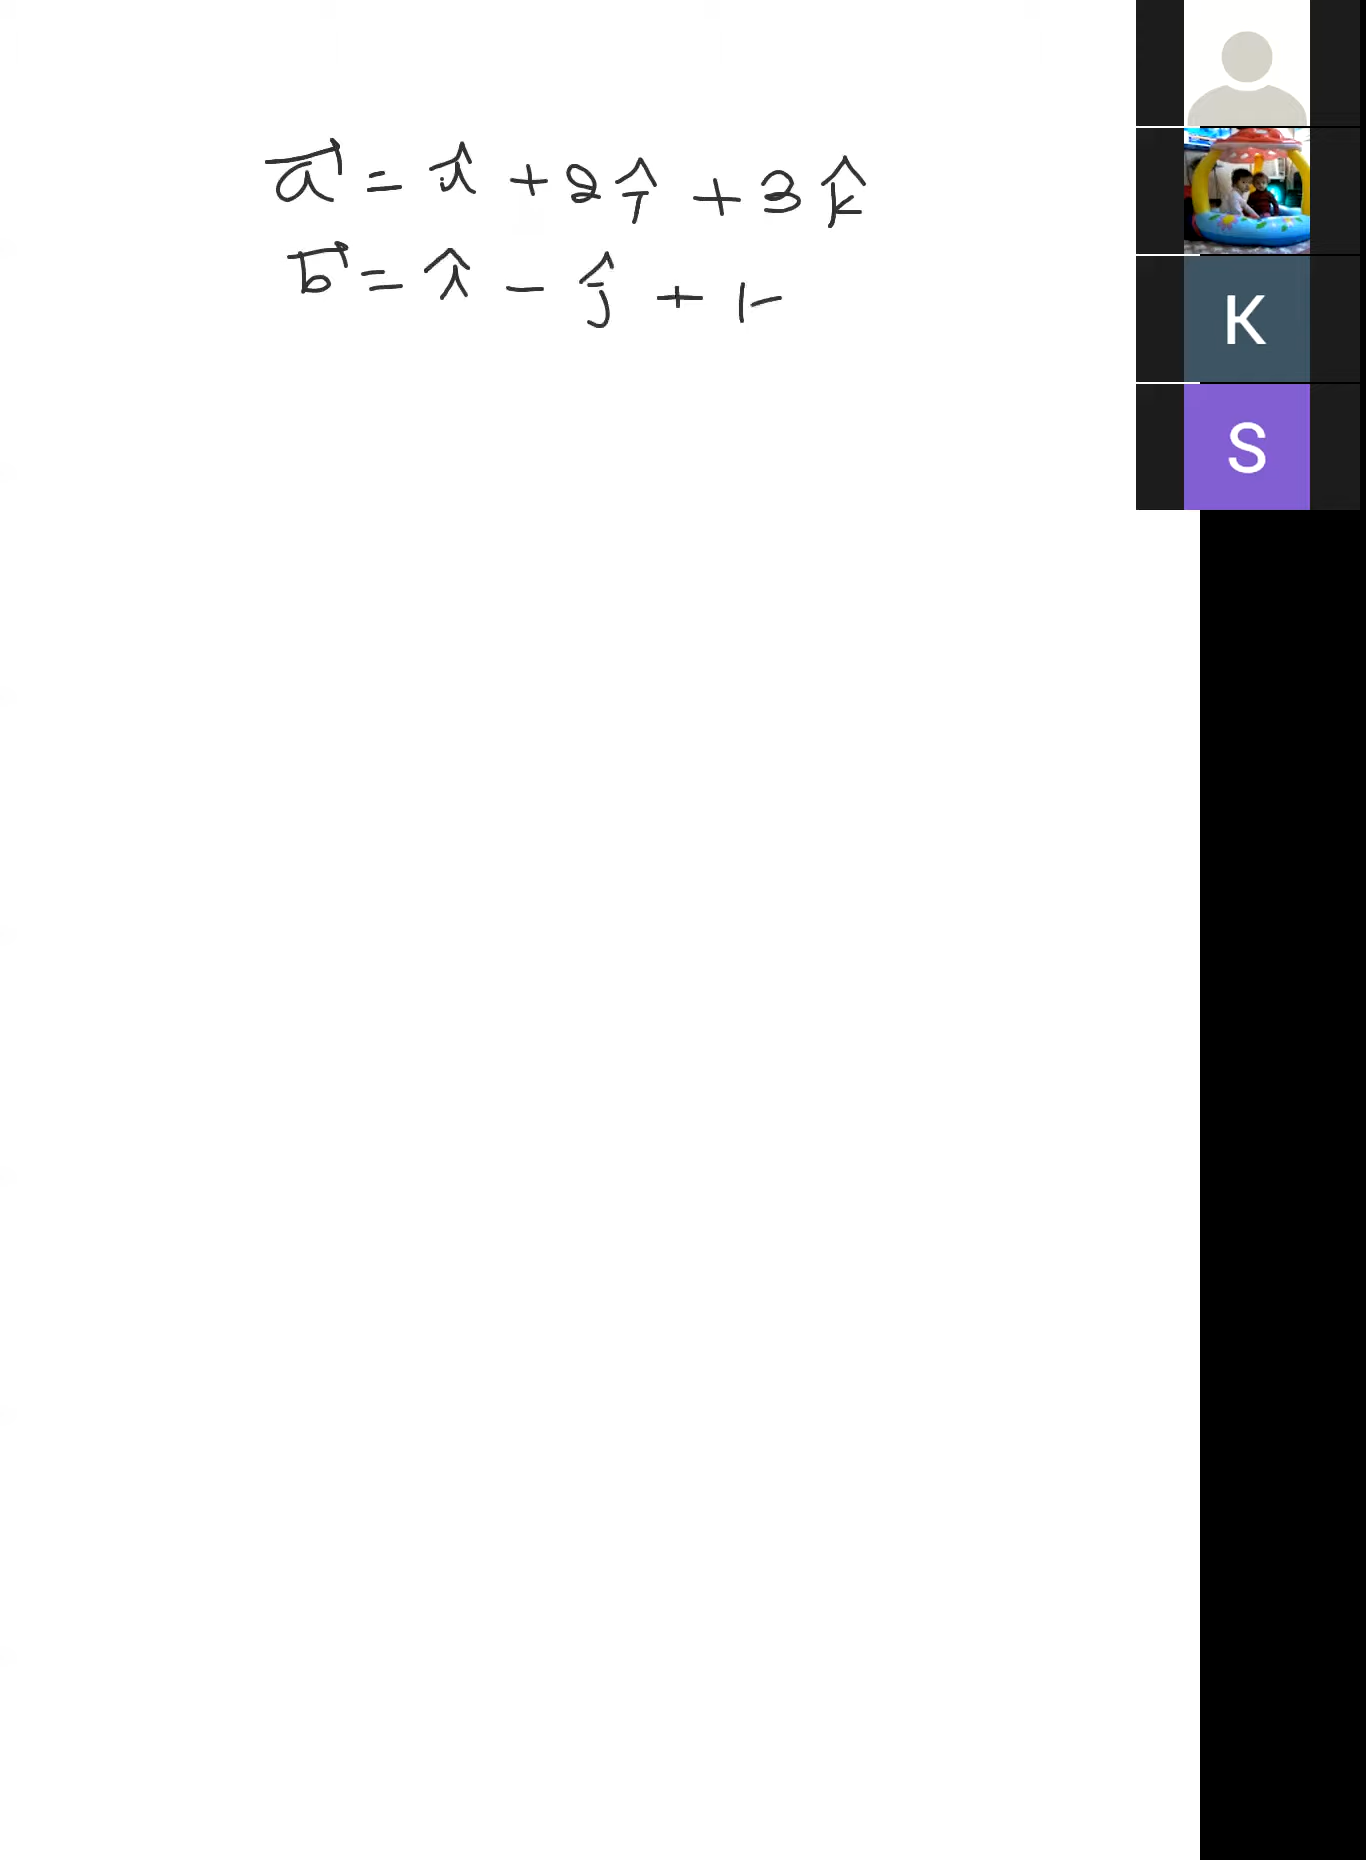 a⃗ = î + 2ĵ + 3k̂
b⃗ = î - ĵ +
K
S